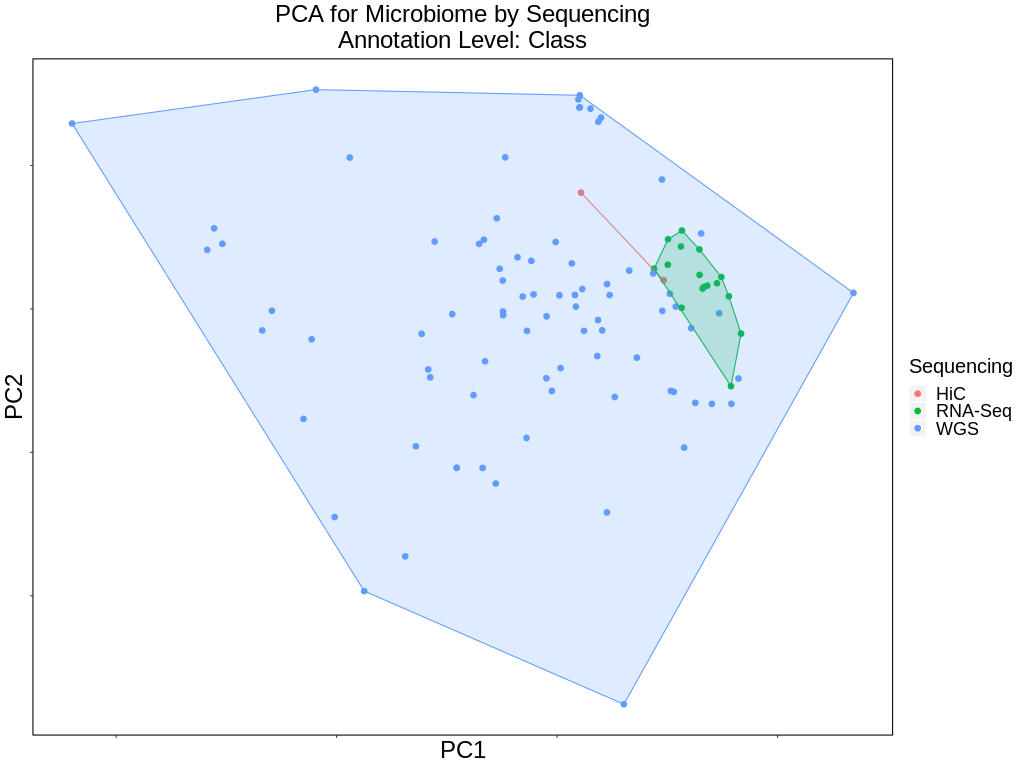 PCA for Microbiome by Sequencing
Annotation Level: Class
PC2
PC1
Sequencing
HiC
RNA-Seq
WGS